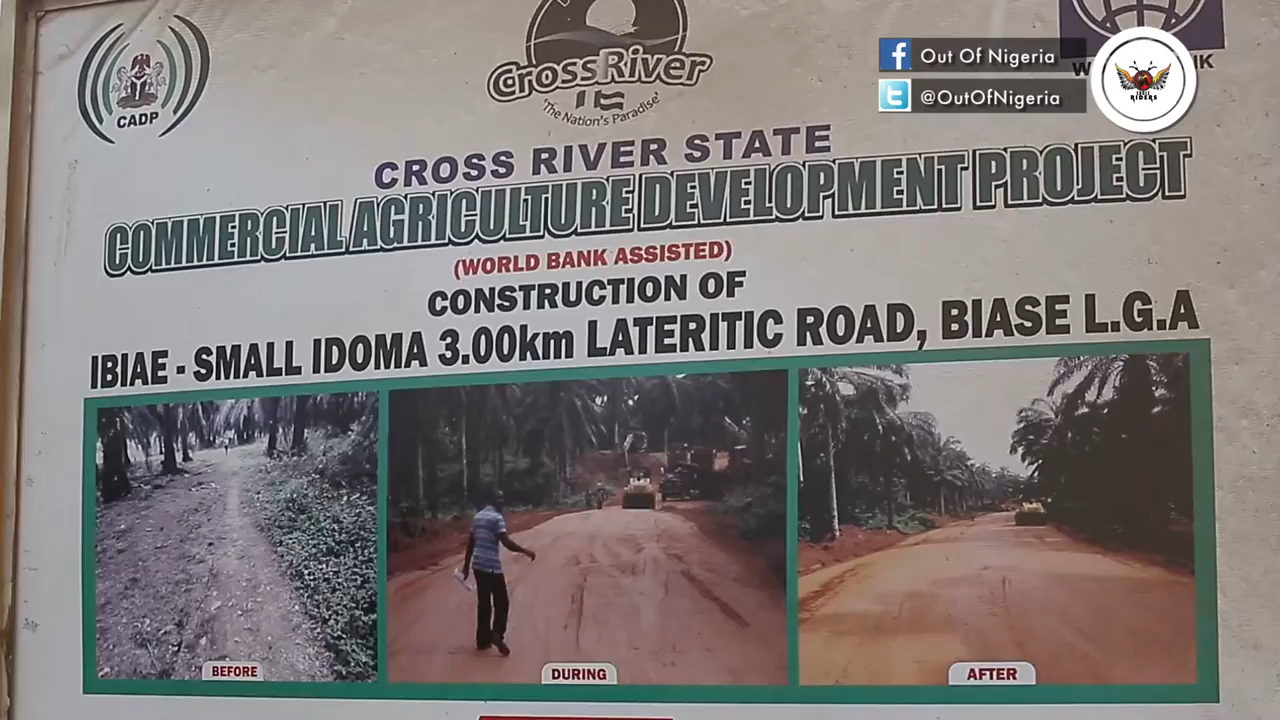 CADP
CrossRiver
'The Nation's Paradise'
f Out Of Nigeria
@OutOfNigeria
RIDERS
CROSS RIVER STATE
COMMERCIAL AGRICULTURE DEVELOPMENT PROJECT
(WORLD BANK ASSISTED)
CONSTRUCTION OF
IBIAE - SMALL IDOMA 3.00km LATERITIC ROAD, BIASE L.G.A
BEFORE
DURING
AFTER